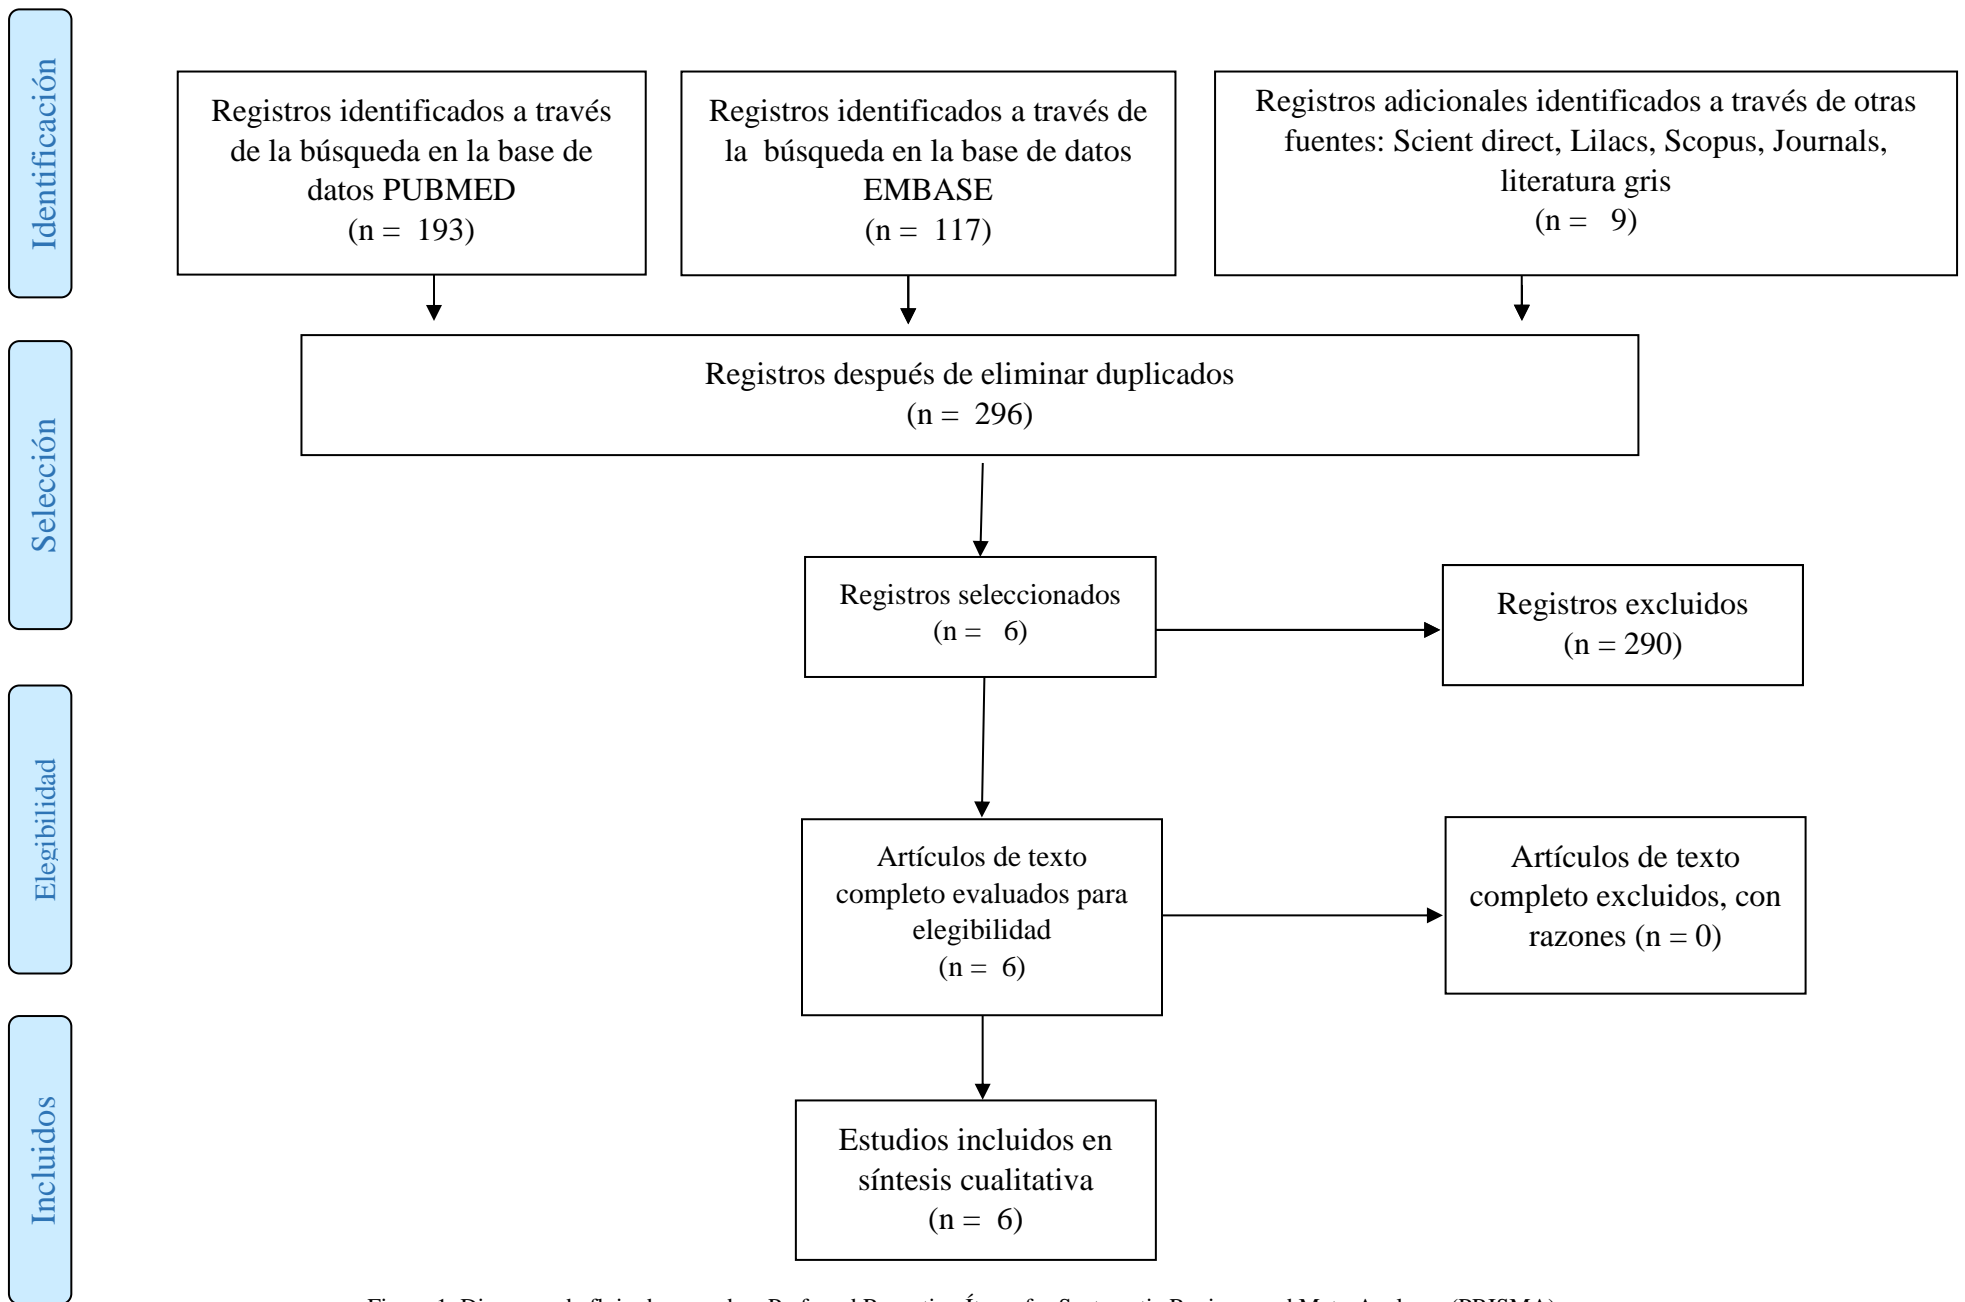 Identificación
Registros identificados a través
de la búsqueda en la base de
datos PUBMED
(n = 193)
Registros identificados a través de
la búsqueda en la base de datos
EMBASE
(n = 117)
Registros adicionales identificados a través de otras
fuentes: Scient direct, Lilacs, Scopus, Journals,
literatura gris
(n = 9)
Selección
Registros después de eliminar duplicados
(n = 296)
Registros seleccionados
(n = 6)
Registros excluidos
(n = 290)
Elegibilidad
Artículos de texto
completo evaluados para
elegibilidad
(n = 6)
Artículos de texto
completo excluidos, con
razones (n = 0)
Incluidos
Estudios incluidos en
síntesis cualitativa
(n = 6)